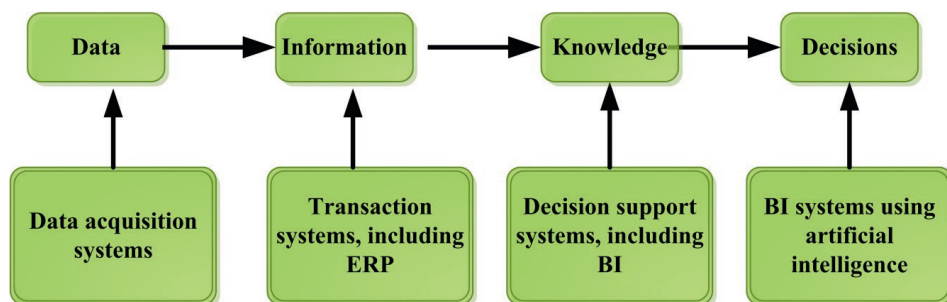 Data
Information
Knowledge
Decisions
Data acquisition
systems
Transaction
systems, including
ERP
Decision support
systems, including
BI
BI systems using
artificial
intelligence